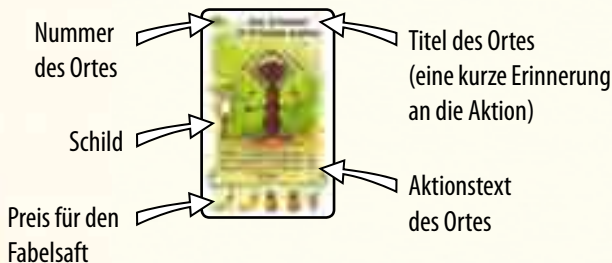 Nummer
des Ortes
Titel des Ortes
(eine kurze Erinnerung
an die Aktion)
Schild
Aktionstext
des Ortes
Preis für den
Fabelsaft